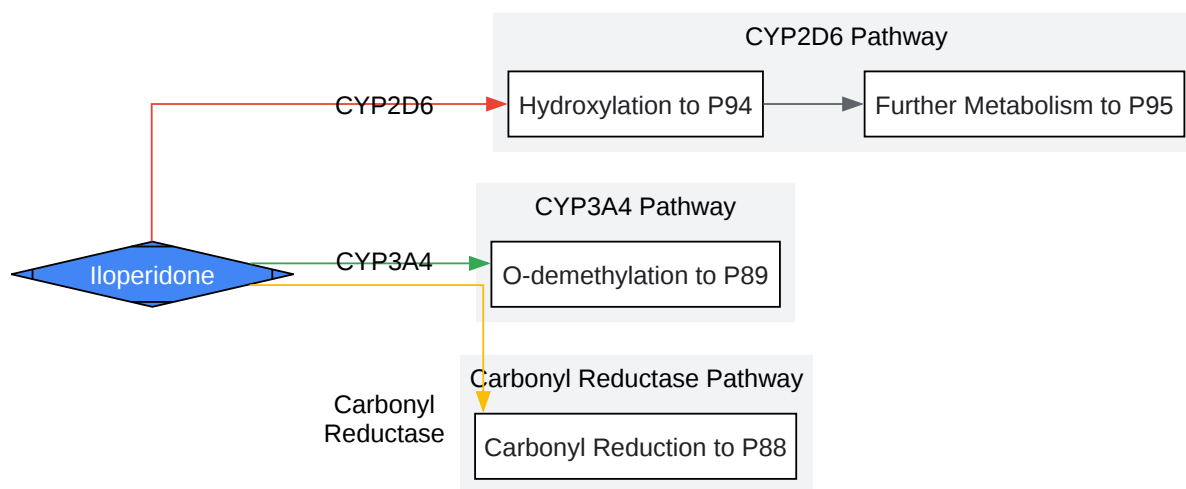 CYP2D6 Pathway
CYP2D6
Hydroxylation to P94
Further Metabolism to P95
CYP3A4 Pathway
Iloperidone
CYP3A4
O-demethylation to P89
Carbonyl Reductase Pathway
Carbonyl
Reductase
Carbonyl Reduction to P88